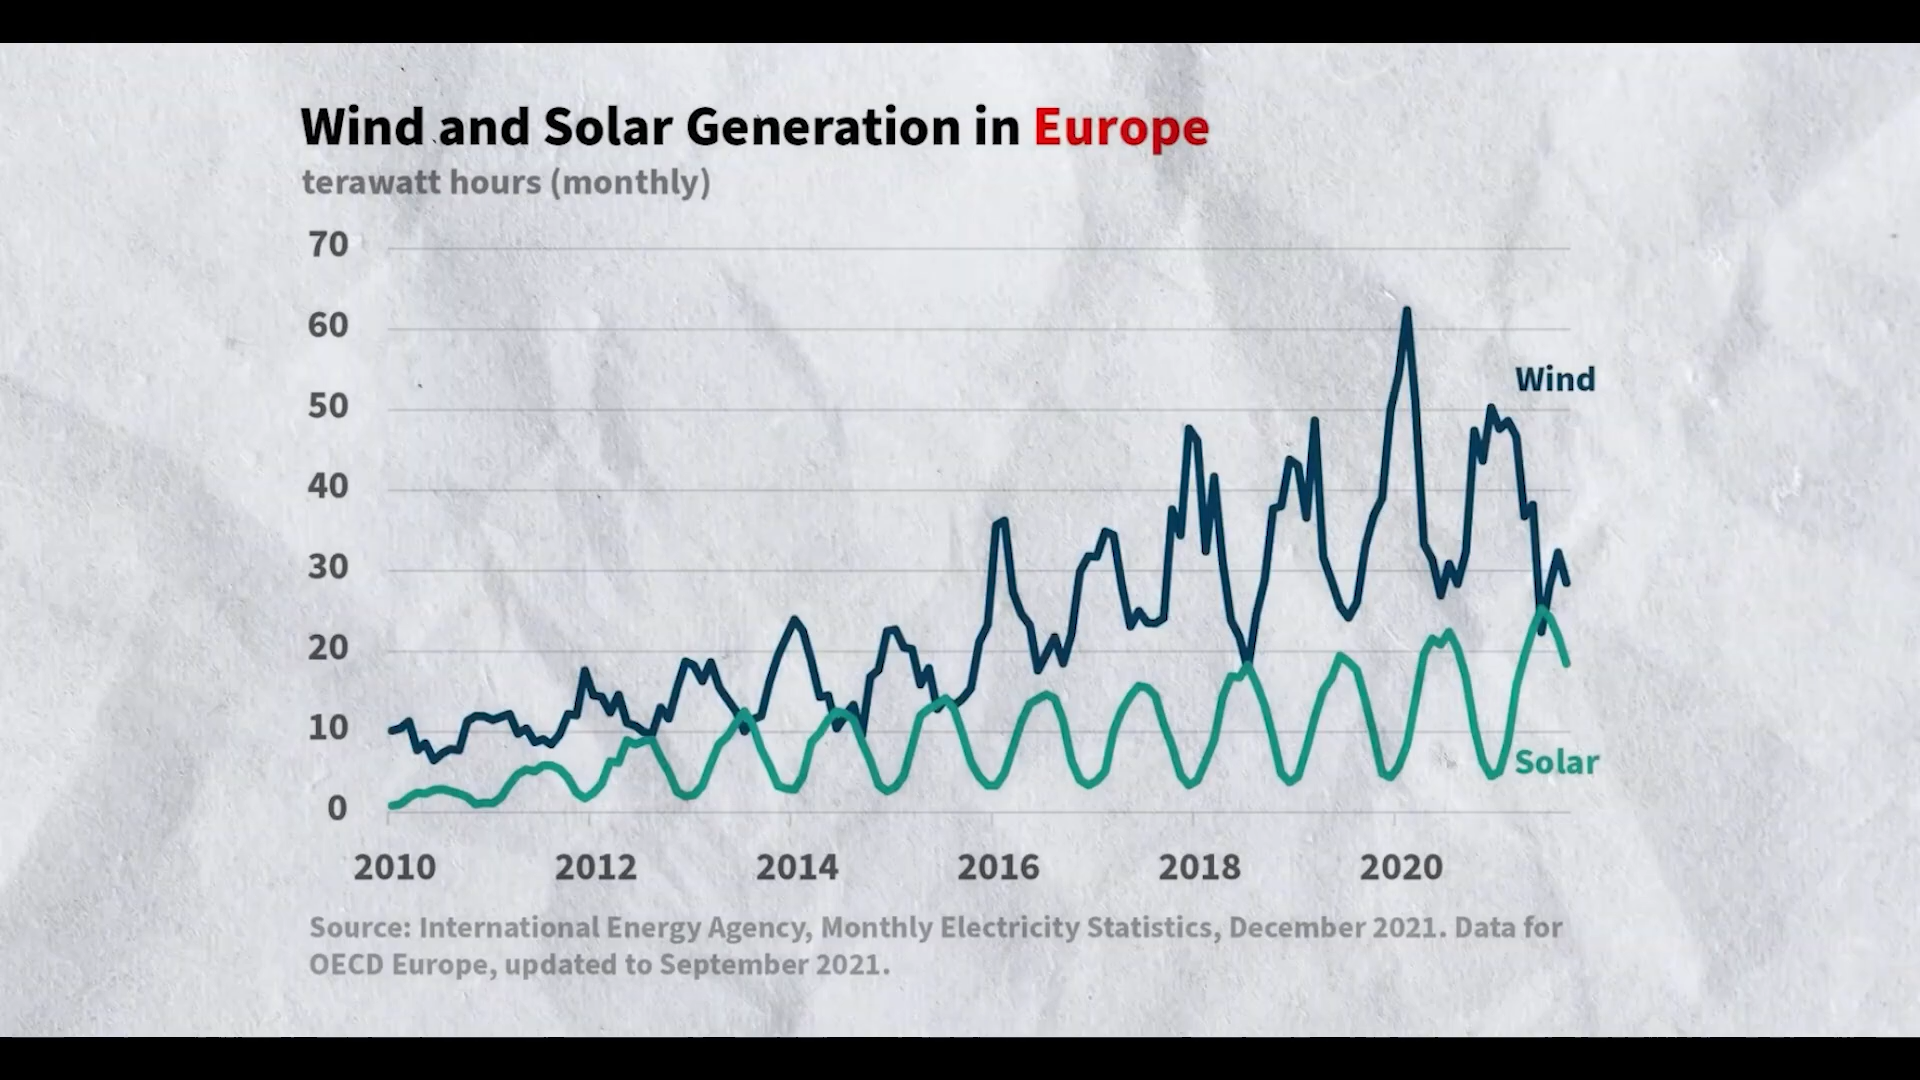 Wind and Solar Generation in Europe
terawatt hours (monthly)
70
60
50
40
30
20
10
0
Wind
Solar
2010 2012 2014 2016 2018 2020
Source: International Energy Agency, Monthly Electricity Statistics, December 2021. Data for
OECD Europe, updated to September 2021.